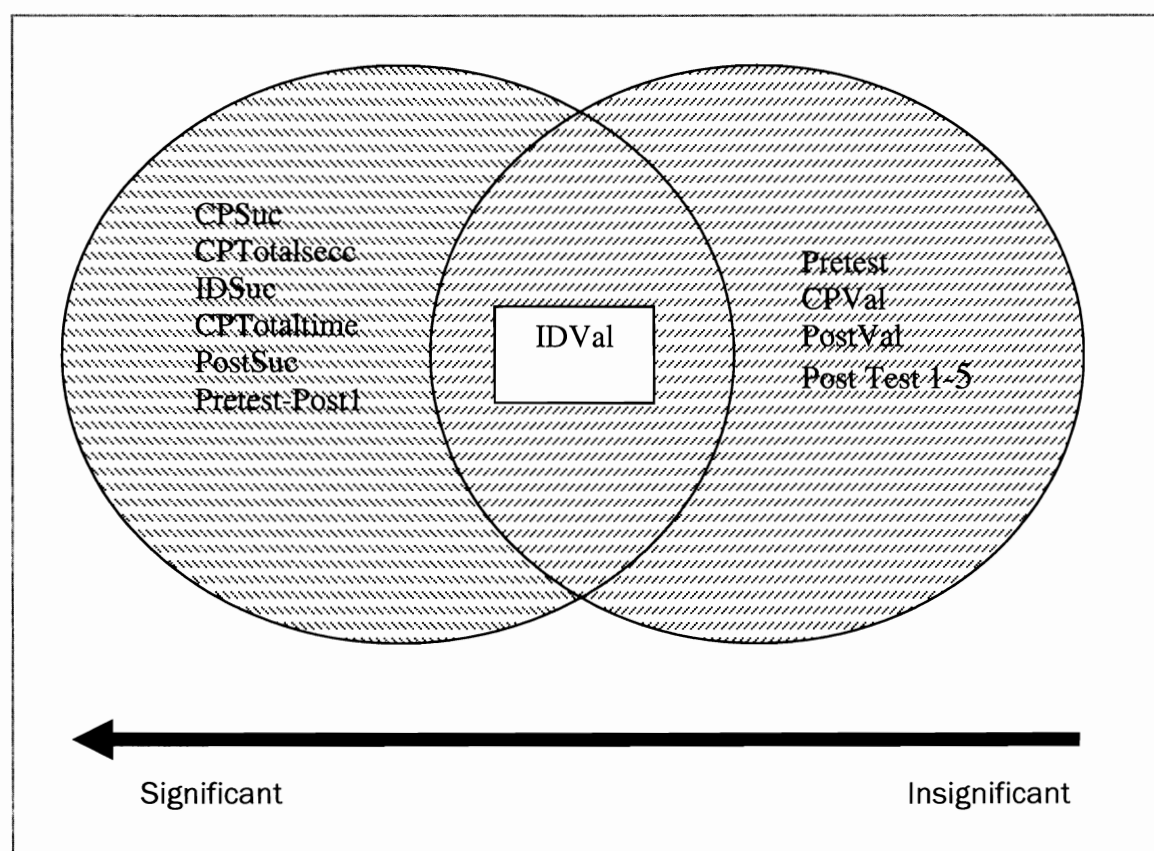 CPSuc
CPTotalsecc
IDSuc
CPTotaltime
PostSuc
Pretest-Post1
IDVal
Pretest
CPVal
PostVal
Post Test 1-5
Significant
Insignificant